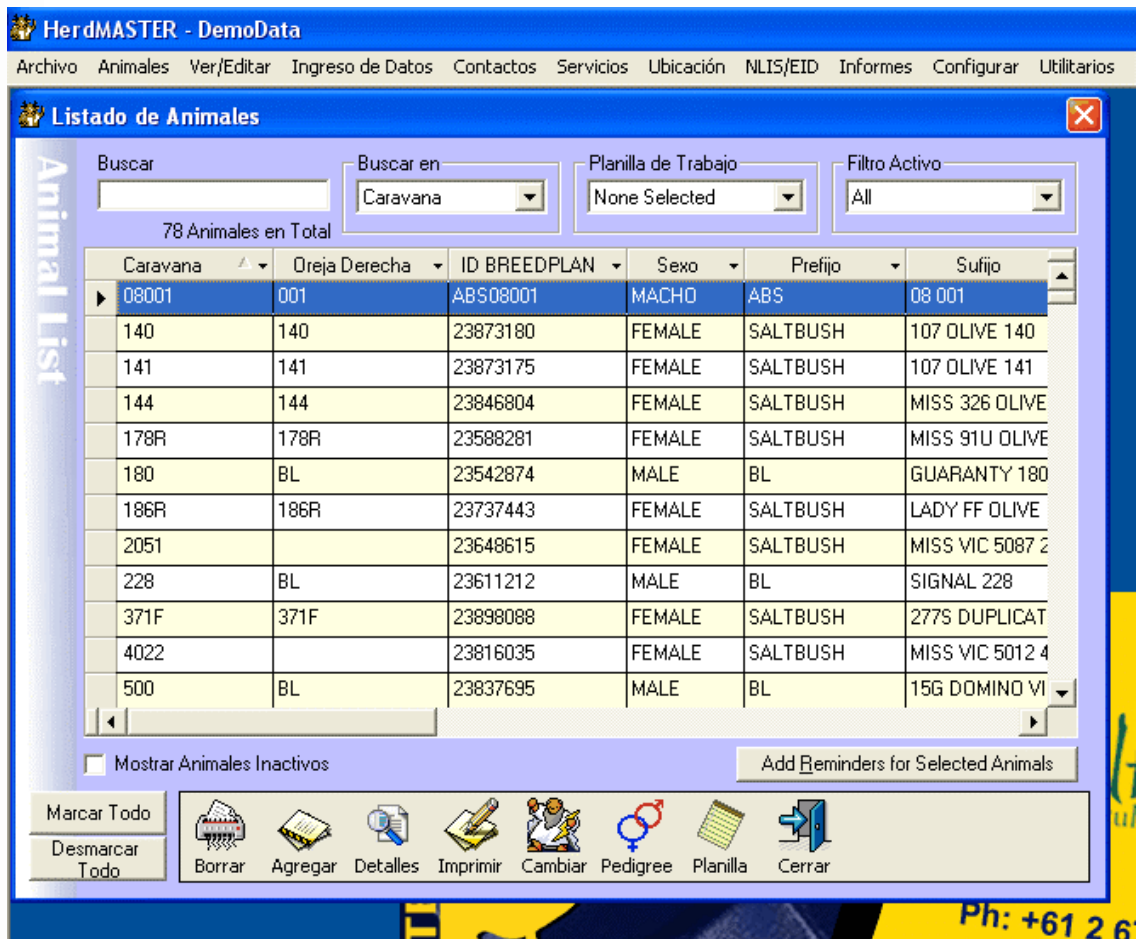 HerdMASTER - DemoData
Archivo Animales Ver/Editar Ingreso de Datos Contactos Servicios Ubicación NLIS/EID Informes Configurar Utilitarios
Listado de Animales
Animal List
Buscar Buscar en Planilla de Trabajo Filtro Activo
Caravana None Selected All
78 Animales en Total
Caravana Oreja Derecha ID BREEDPLAN Sexo Prefijo Sufijo
08001 001 ABS08001 MACHO ABS 08 001
140 140 23873180 FEMALE SALTBUSH 107 OLIVE 140
141 141 23873175 FEMALE SALTBUSH 107 OLIVE 141
144 144 23846804 FEMALE SALTBUSH MISS 326 OLIVE
178R 178R 23588281 FEMALE SALTBUSH MISS 91U OLIVE
180 BL 23542874 MALE BL GUARANTY 180
186R 186R 23737443 FEMALE SALTBUSH LADY FF OLIVE
2051 23648615 FEMALE SALTBUSH MISS VIC 5087 2
228 BL 23611212 MALE BL SIGNAL 228
371F 371F 23898088 FEMALE SALTBUSH 277S DUPLICAT
4022 23816035 FEMALE SALTBUSH MISS VIC 5012 4
500 BL 23837695 MALE BL 15G DOMINO VI
Mostrar Animales Inactivos Add Reminders for Selected Animals
Marcar Todo
Desmarcar
Todo
Borrar Agregar Detalles Imprimir Cambiar Pedigree Planilla Cerrar
Ph: +61 2 6